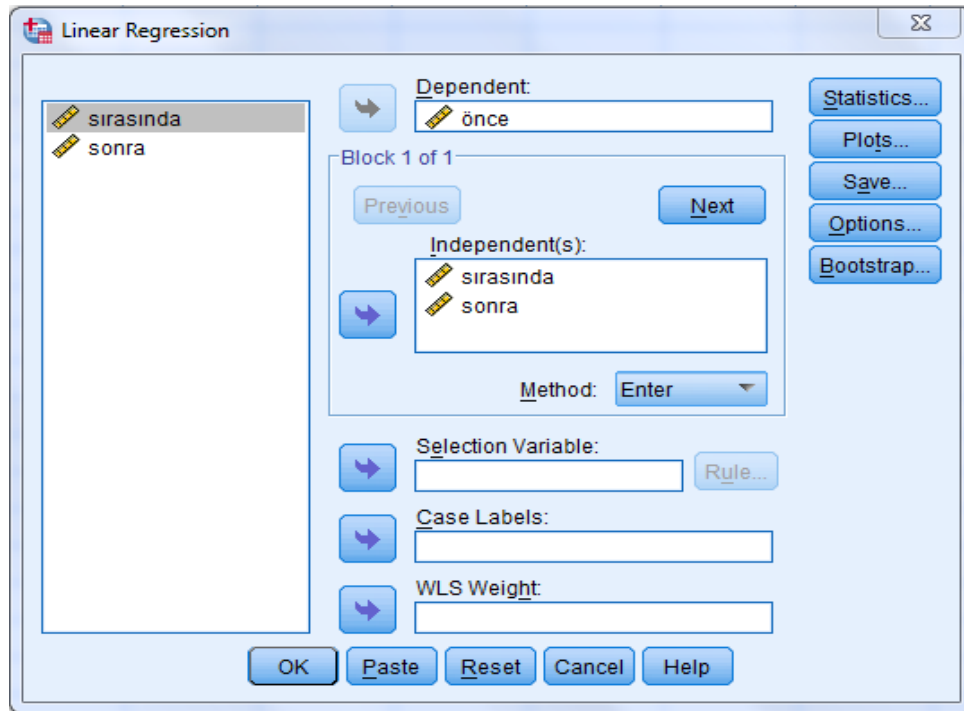 Linear Regression
sırasında
sonra
Dependent:
önce
Block 1 of 1
Previous
Next
Independent(s):
sırasında
sonra
Method:
Enter
Selection Variable:
Rule...
Case Labels:
WLS Weight:
Statistics...
Plots...
Save...
Options...
Bootstrap...
OK
Paste
Reset
Cancel
Help